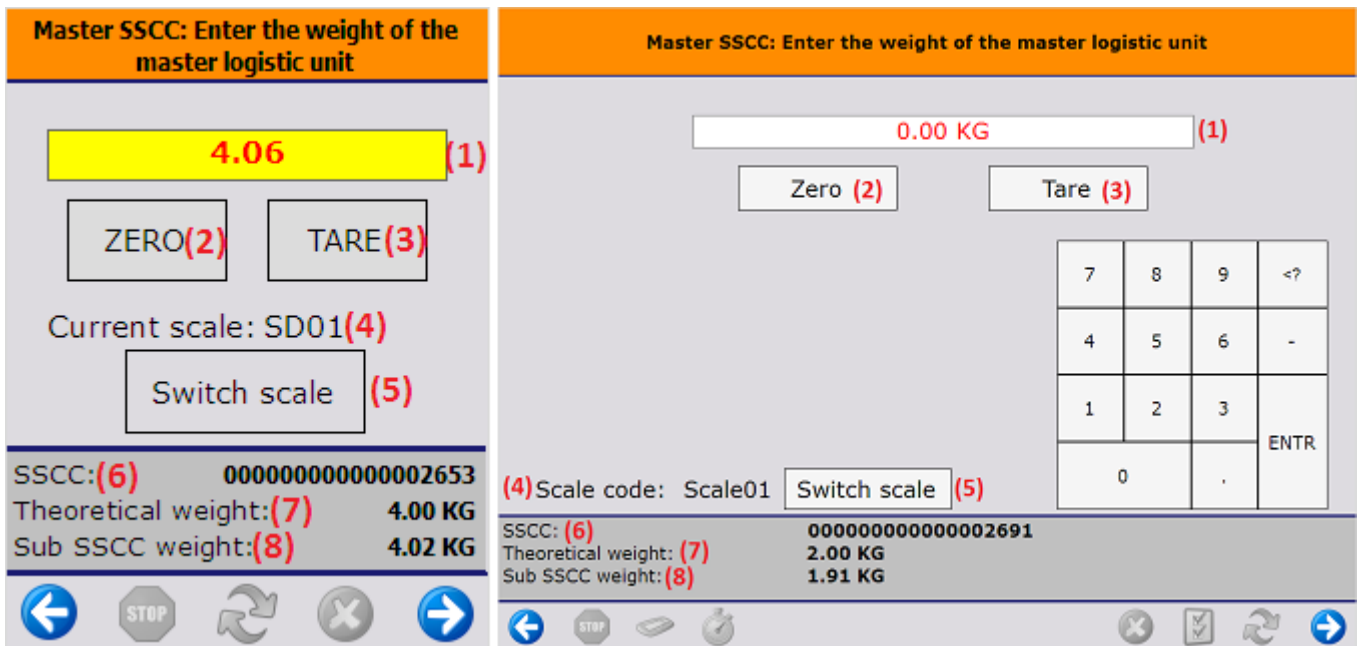 Master SSCC: Enter the weight of the
master logistic unit
4.06 (1)
ZERO(2) TARE(3)
Current scale: SD01(4)
Switch scale (5)
SSCC:(6) 000000000000002653
Theoretical weight:(7) 4.00 KG
Sub SSCC weight:(8) 4.02 KG
STOP
Master SSCC: Enter the weight of the master logistic unit
0.00 KG (1)
Zero (2) Tare (3)
7 8 9 <?
4 5 6 -
1 2 3
ENTR
0 .
(4) Scale code: Scale01 Switch scale (5)
SSCC: (6) 000000000000002691
Theoretical weight: (7) 2.00 KG
Sub SSCC weight: (8) 1.91 KG
STOP